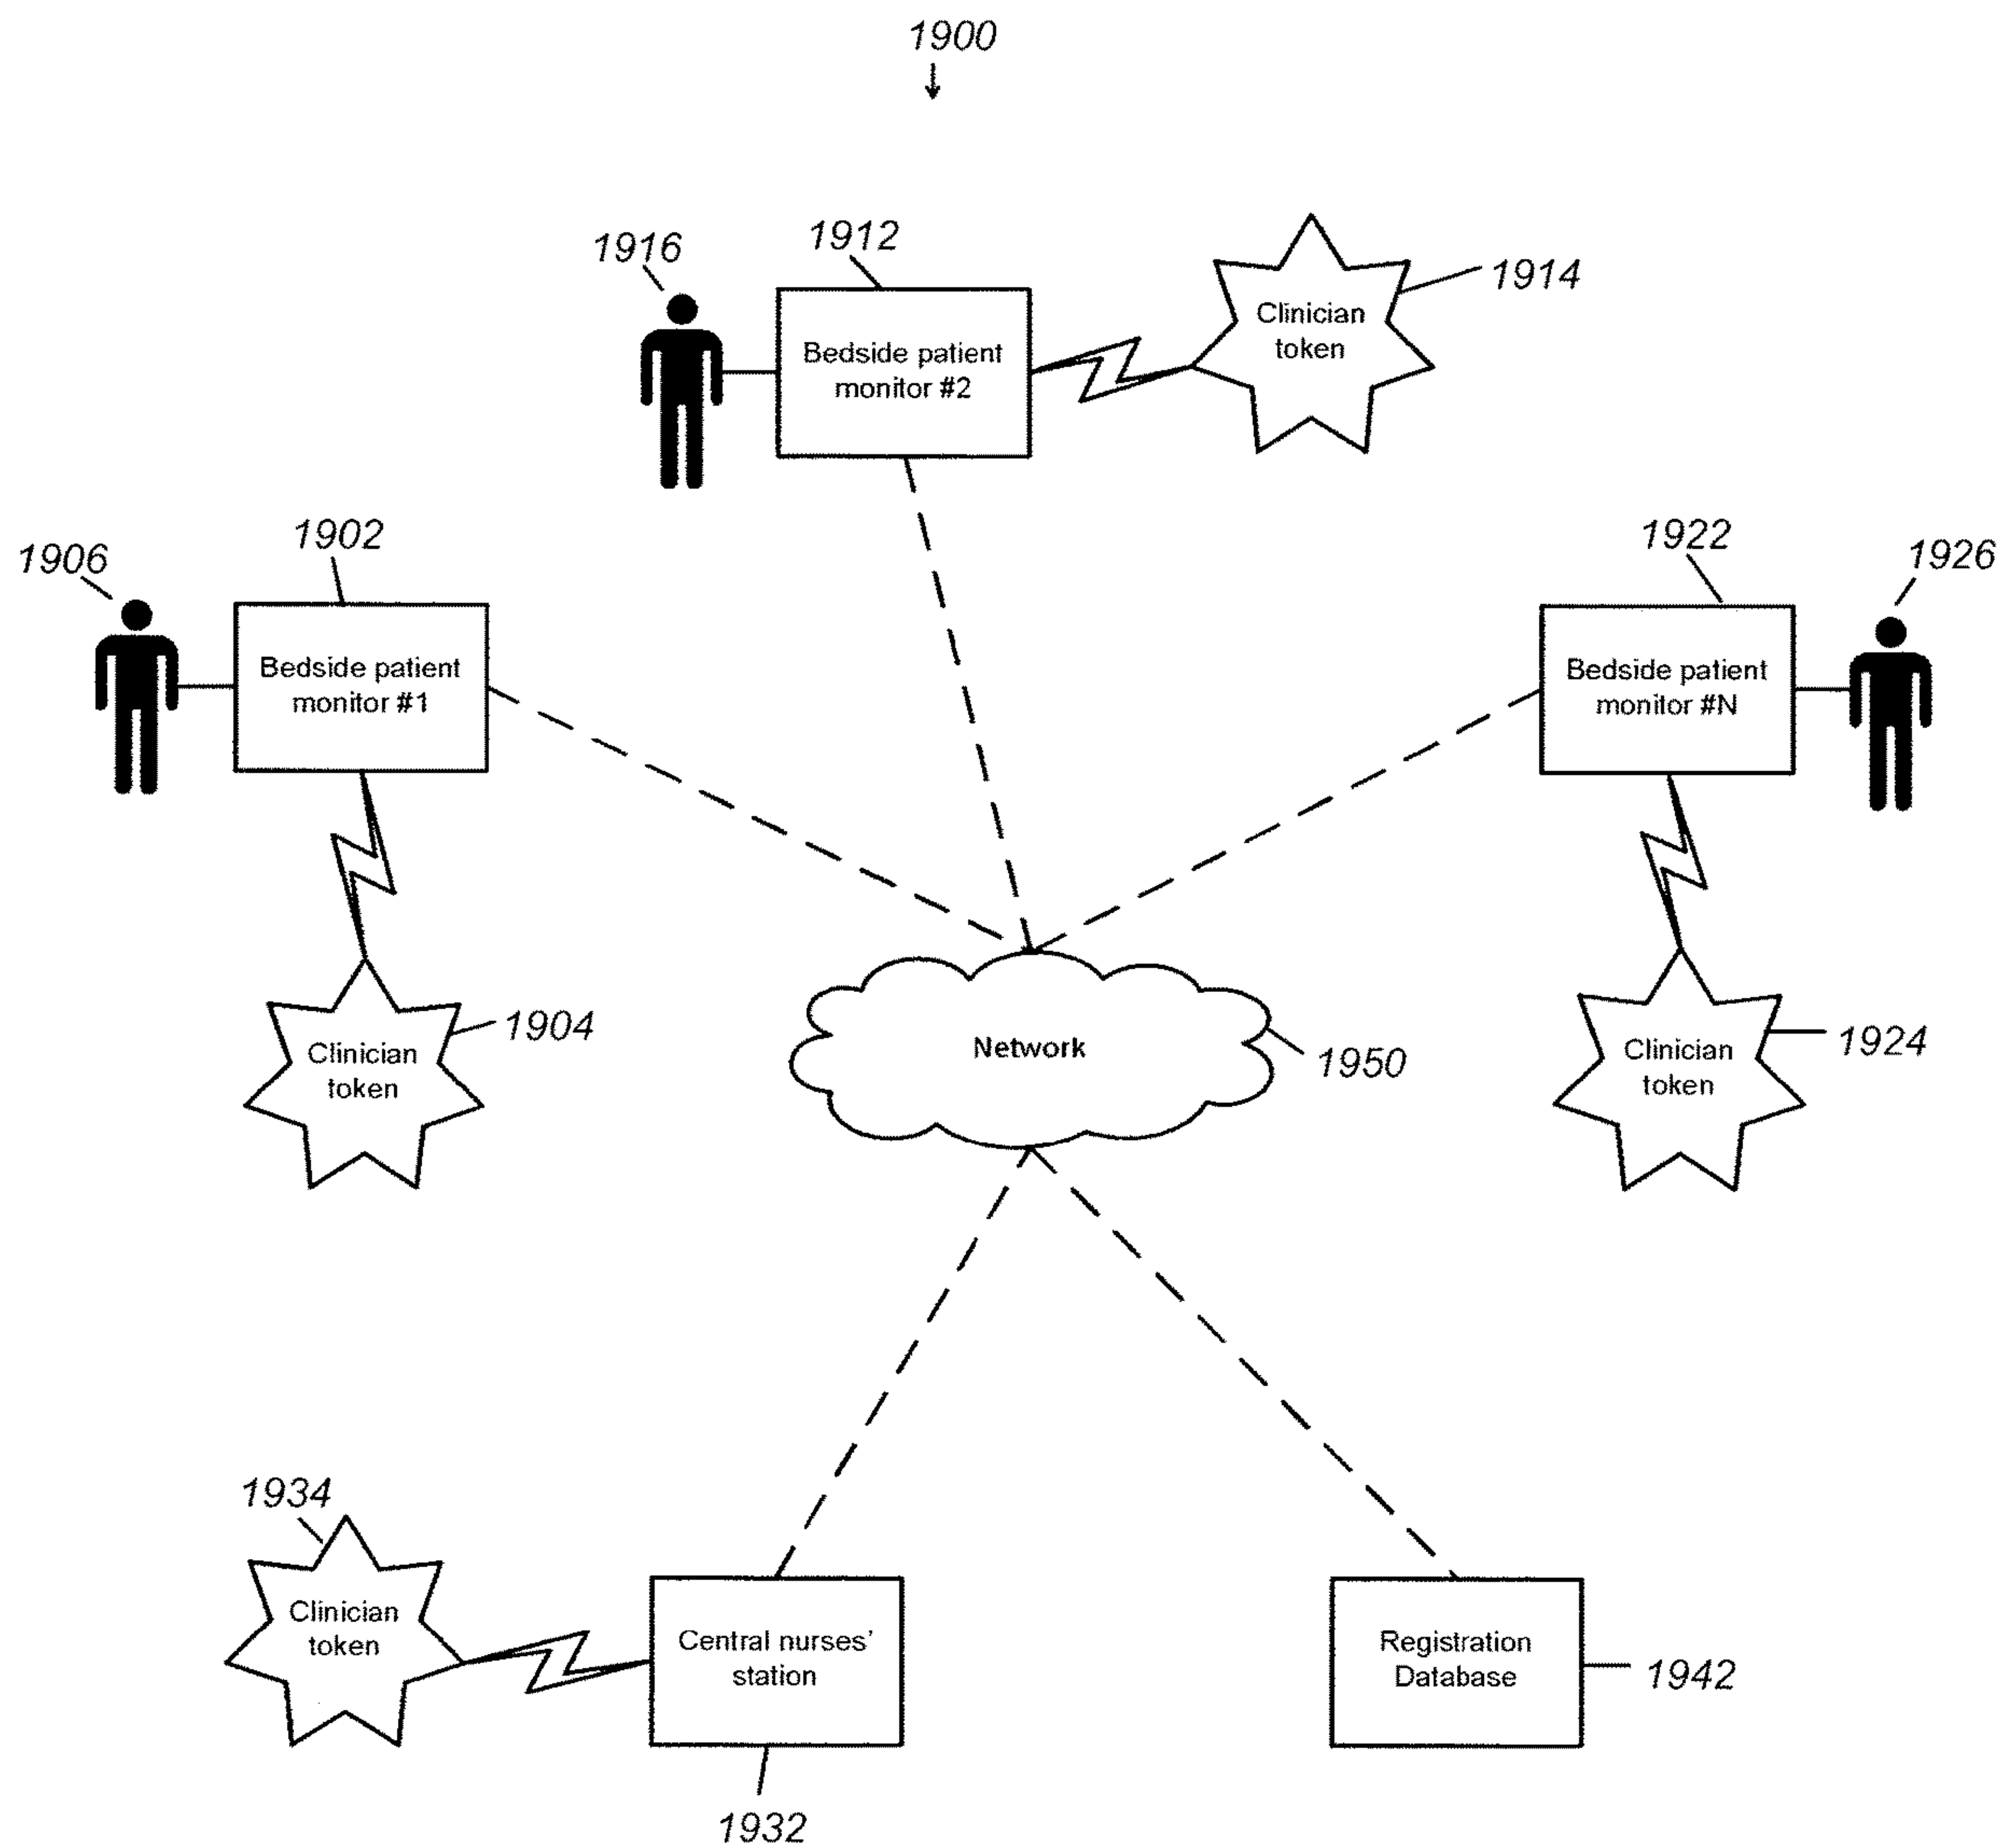 1900
1916
1912
1914
Clinician
token
Bedside patient
monitor #2
1906
1902
1922
1926
Bedside patient
monitor #1
Bedside patient
monitor #N
1904
Clinician
token
Network
1950
1924
Clinician
token
1934
Clinician
token
Central nurses'
station
1932
Registration
Database
1942